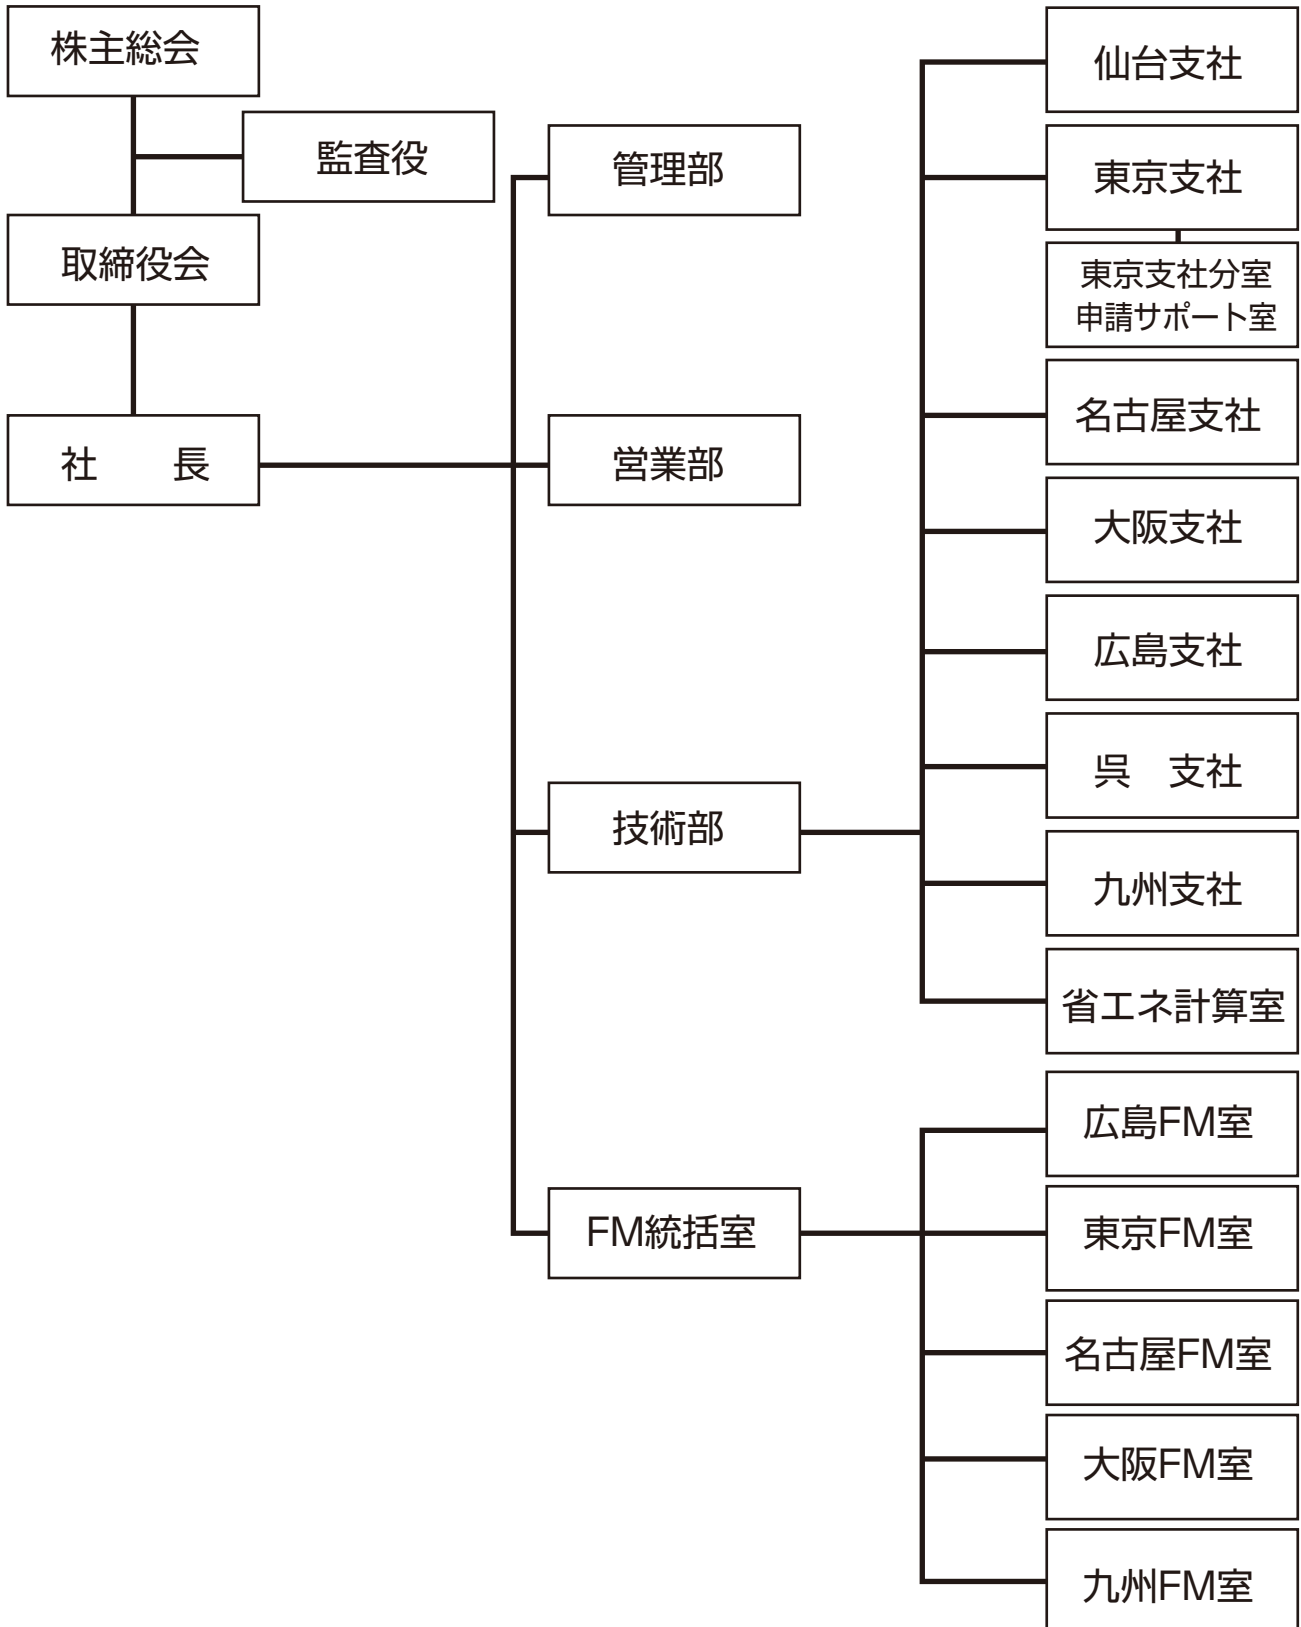 株主総会
監査役
取締役会
社　　長
管理部
営業部
技術部
FM統括室
仙台支社
東京支社
東京支社分室
申請サポート室
名古屋支社
大阪支社
広島支社
呉　支社
九州支社
省エネ計算室
広島FM室
東京FM室
名古屋FM室
大阪FM室
九州FM室